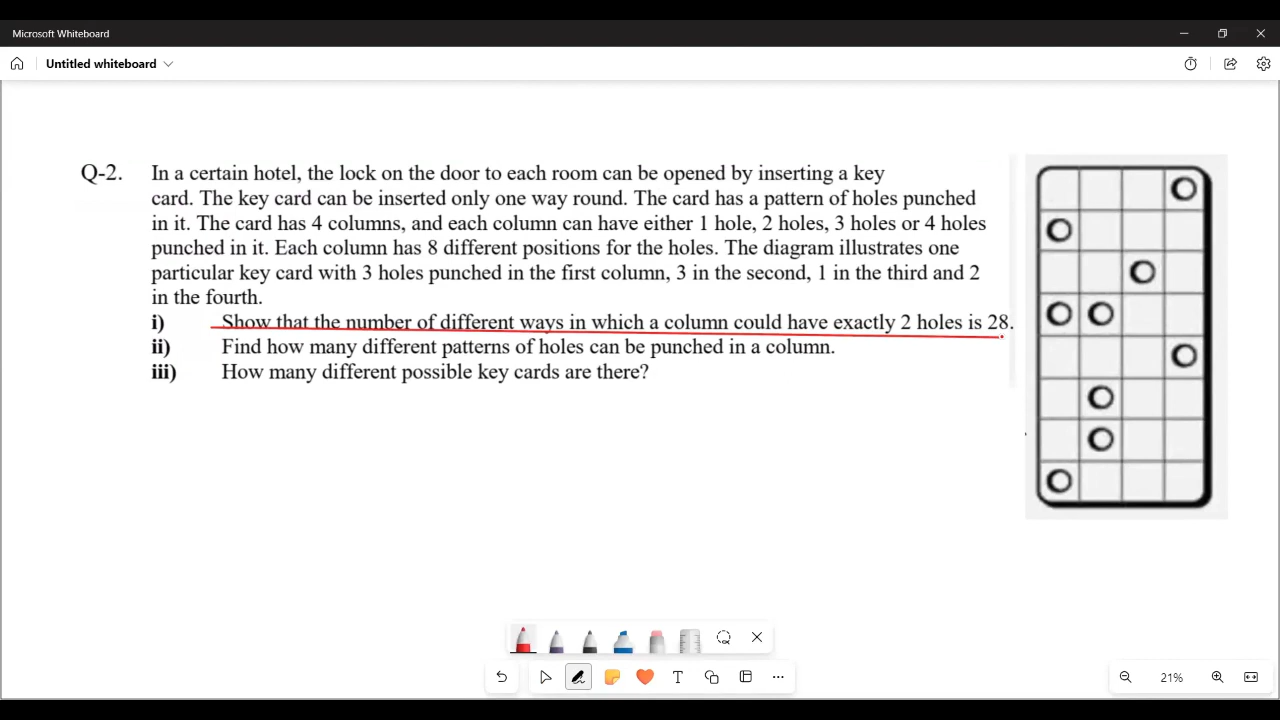 Microsoft Whiteboard
Untitled whiteboard
Q-2. In a certain hotel, the lock on the door to each room can be opened by inserting a key
card. The key card can be inserted only one way round. The card has a pattern of holes punched
in it. The card has 4 columns, and each column can have either 1 hole, 2 holes, 3 holes or 4 holes
punched in it. Each column has 8 different positions for the holes. The diagram illustrates one
particular key card with 3 holes punched in the first column, 3 in the second, 1 in the third and 2
in the fourth.
i) Show that the number of different ways in which a column could have exactly 2 holes is 28.
ii) Find how many different patterns of holes can be punched in a column.
iii) How many different possible key cards are there?
T
21%